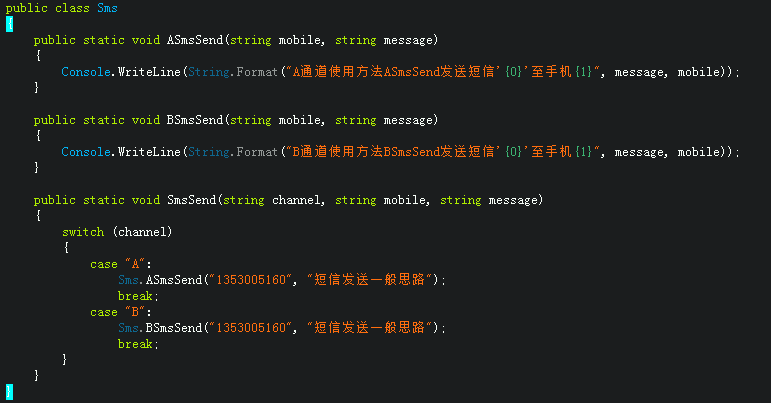 public class Sms
{
    public static void ASmsSend(string mobile, string message)
    {
        Console.WriteLine(String.Format("A通道使用方法ASmsSend发送短信'{0}'至手机{1}", message, mobile));
    }

    public static void BSmsSend(string mobile, string message)
    {
        Console.WriteLine(String.Format("B通道使用方法BSmsSend发送短信'{0}'至手机{1}", message, mobile));
    }

    public static void SmsSend(string channel, string mobile, string message)
    {
        switch (channel)
        {
            case "A":
                Sms.ASmsSend("1353005160", "短信发送一般思路");
                break;
            case "B":
                Sms.BSmsSend("1353005160", "短信发送一般思路");
                break;
        }
    }
}